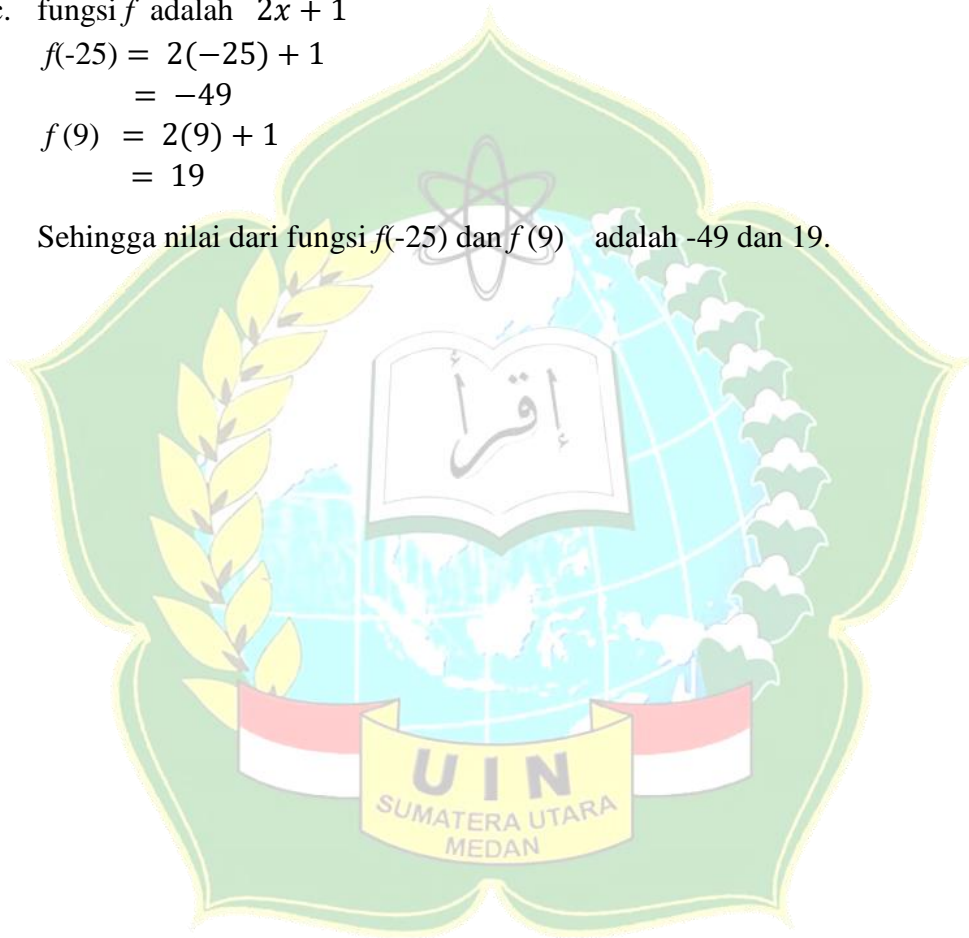 c. fungsi f adalah 2x + 1
f(-25) = 2(−25) + 1
= −49
f (9) = 2(9) + 1
= 19
Sehingga nilai dari fungsi f(-25) dan f (9) adalah -49 dan 19.
إقرأ
UIN
SUMATERA UTARA
MEDAN